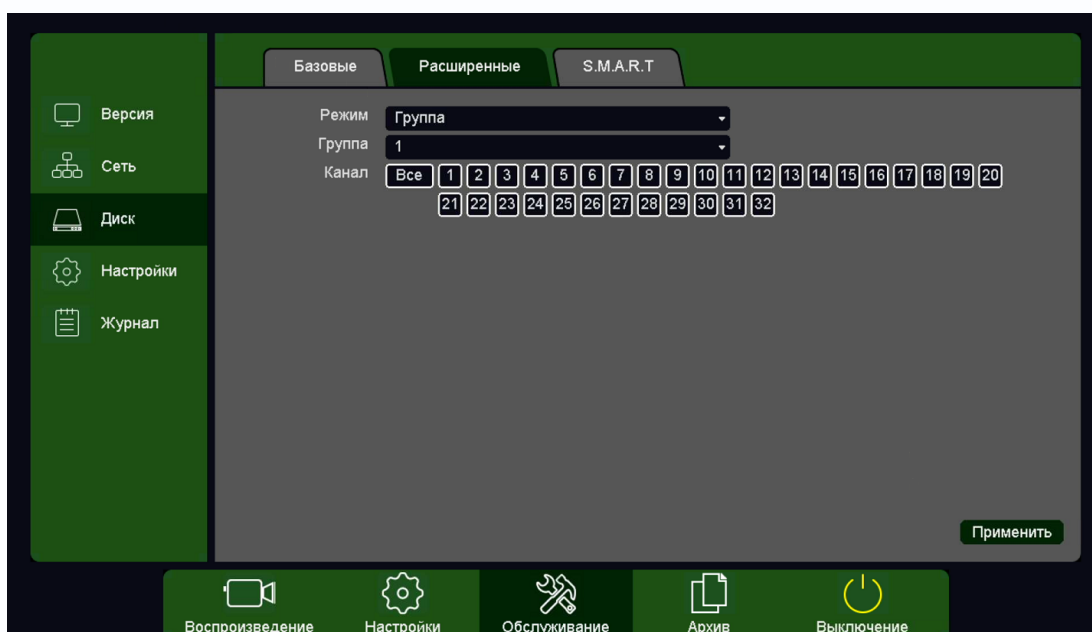 Базовые Расширенные S.M.A.R.T
Версия
Сеть
Диск
Настройки
Журнал
Режим Группа
Группа 1
Канал Все 1 2 3 4 5 6 7 8 9 10 11 12 13 14 15 16 17 18 19 20
21 22 23 24 25 26 27 28 29 30 31 32
Применить
Воспроизведение Настройки Обслуживание Архив Выключение